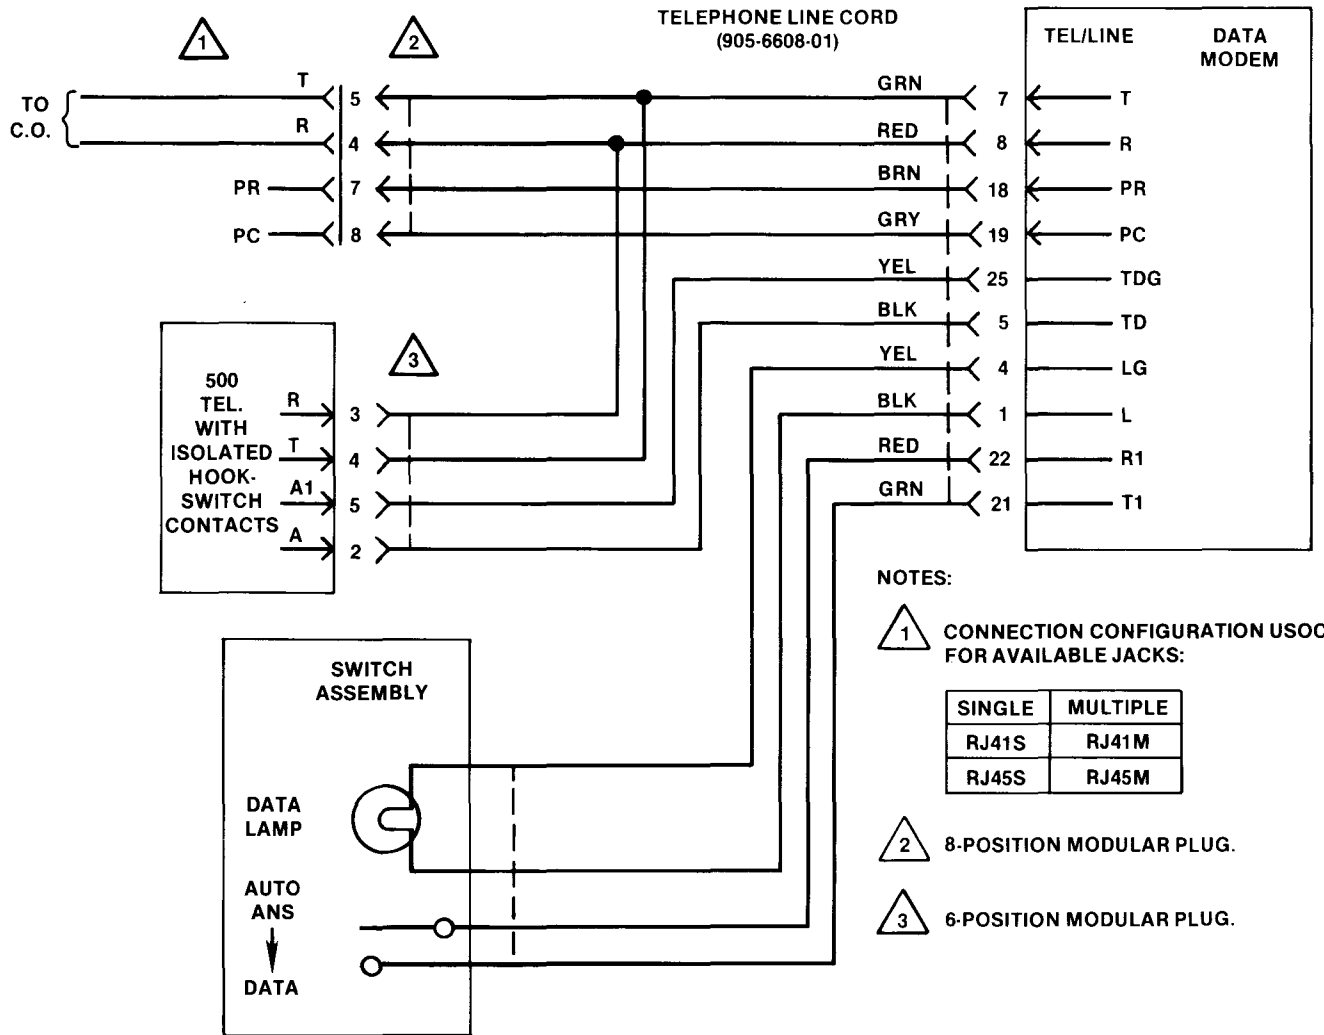 TELEPHONE LINE CORD
(905-6608-01)
TEL/LINE
DATA
MODEM
1
2
TO
C.O.
T
5
GRN
7
T
R
4
RED
8
R
PR
7
BRN
18
PR
PC
8
GRY
19
PC
YEL
25
TDG
BLK
5
TD
YEL
4
LG
BLK
1
L
RED
22
R1
GRN
21
T1
3
500
TEL.
WITH
ISOLATED
HOOK-
SWITCH
CONTACTS
R
3
T
4
A1
5
A
2
SWITCH
ASSEMBLY
DATA
LAMP
AUTO
ANS
DATA
NOTES:
1 CONNECTION CONFIGURATION USOC
FOR AVAILABLE JACKS:
SINGLE MULTIPLE
RJ41S RJ41M
RJ45S RJ45M
2 8-POSITION MODULAR PLUG.
3 6-POSITION MODULAR PLUG.